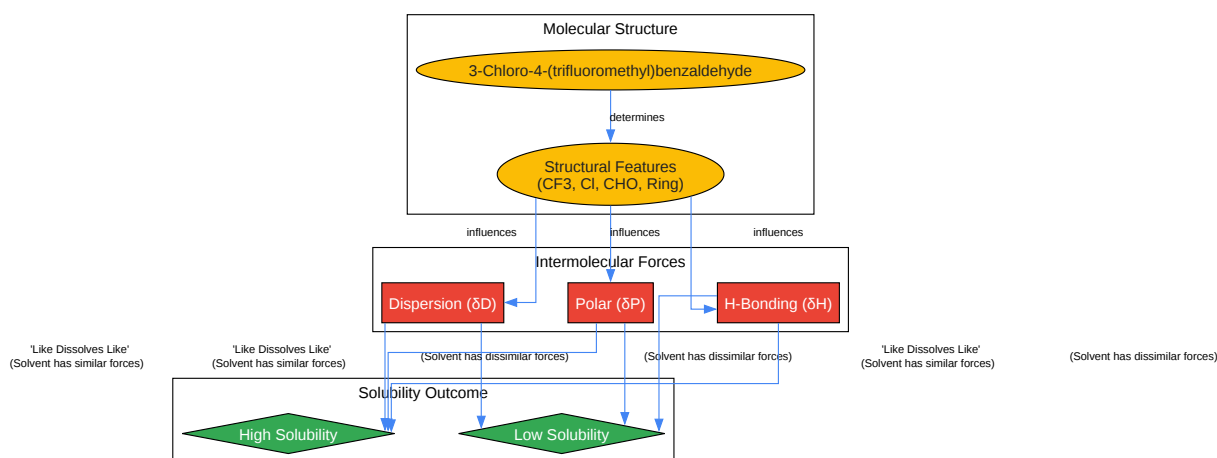 Molecular Structure
3-Chloro-4-(trifluoromethyl)benzaldehyde
determines
Structural Features
(CF3, Cl, CHO, Ring)
influences
influences
influences
Intermolecular Forces
Dispersion (δD)
Polar (δP)
H-Bonding (δH)
'Like Dissolves Like'
(Solvent has similar forces)
'Like Dissolves Like'
(Solvent has similar forces)
(Solvent has dissimilar forces)
(Solvent has dissimilar forces)
'Like Dissolves Like'
(Solvent has similar forces)
(Solvent has dissimilar forces)
Solubility Outcome
High Solubility
Low Solubility